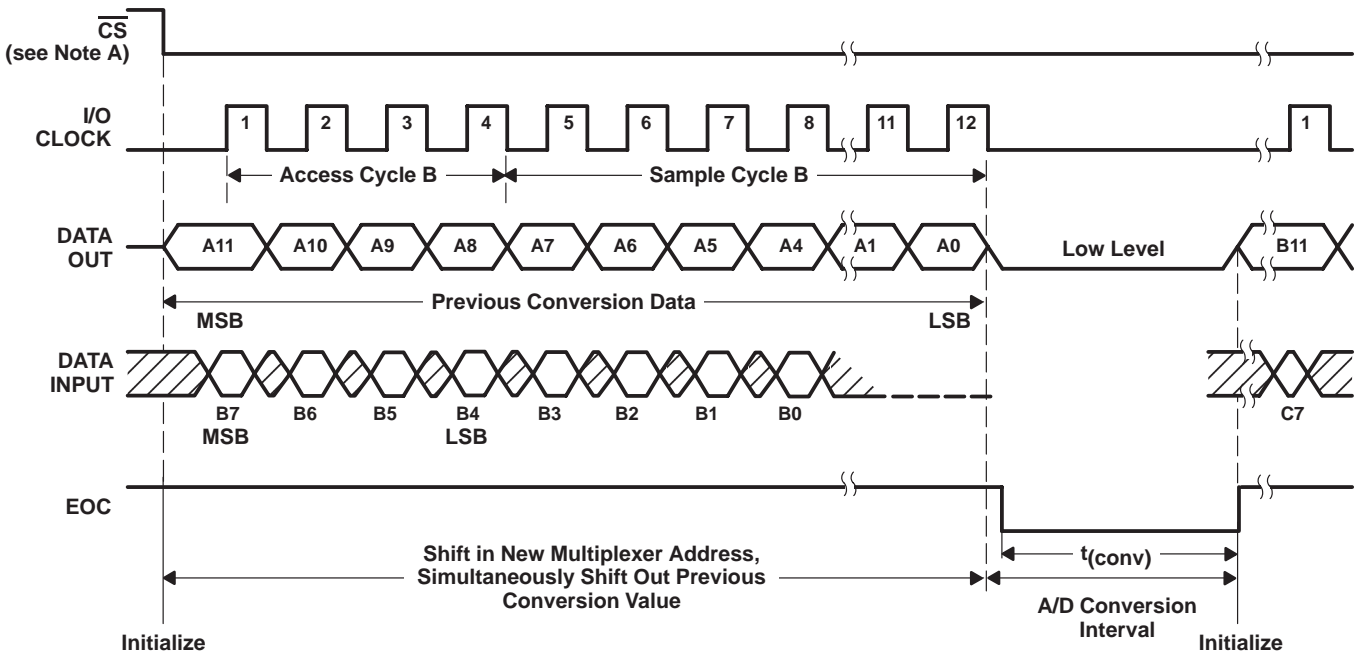 CS
(see Note A)
I/O
CLOCK
1 2 3 4 5 6 7 8 11 12 1
Access Cycle B Sample Cycle B
DATA
OUT
A11 A10 A9 A8 A7 A6 A5 A4 A1 A0 Low Level B11
Previous Conversion Data
MSB LSB
DATA
INPUT
B7 B6 B5 B4 B3 B2 B1 B0 C7
MSB LSB
EOC
Shift in New Multiplexer Address,
Simultaneously Shift Out Previous
Conversion Value
t(conv)
A/D Conversion
Interval
Initialize Initialize